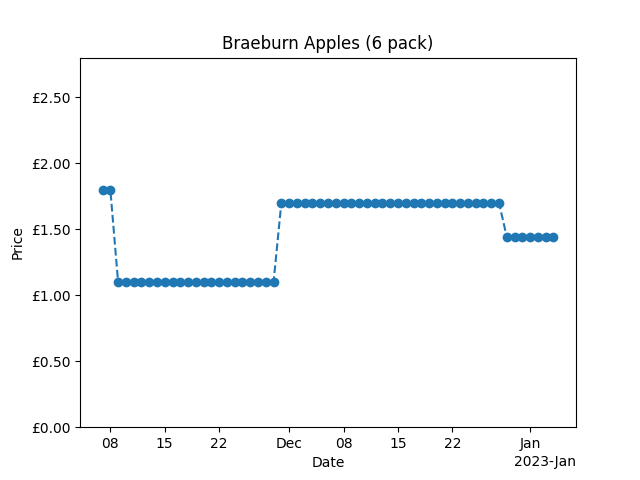 Braeburn Apples (6 pack)
£2.50
£2.00
£1.50
£1.00
£0.50
£0.00
Price
08 15 22 Dec 08 15 22 Jan
2023-Jan
Date